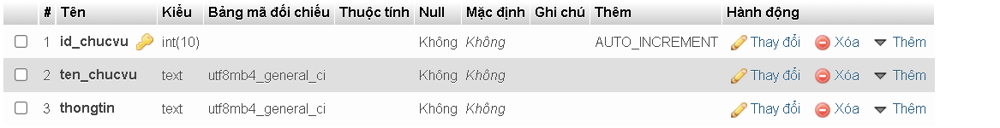 # Tên Kiểu Bảng mã đối chiếu Thuộc tính Null Mặc định Ghi chú Thêm Hành động
1 id_chucvu int(10) Không Không AUTO_INCREMENT Thay đổi Xóa Thêm
2 ten_chucvu text utf8mb4_general_ci Không Không Thay đổi Xóa Thêm
3 thongtin text utf8mb4_general_ci Không Không Thay đổi Xóa Thêm